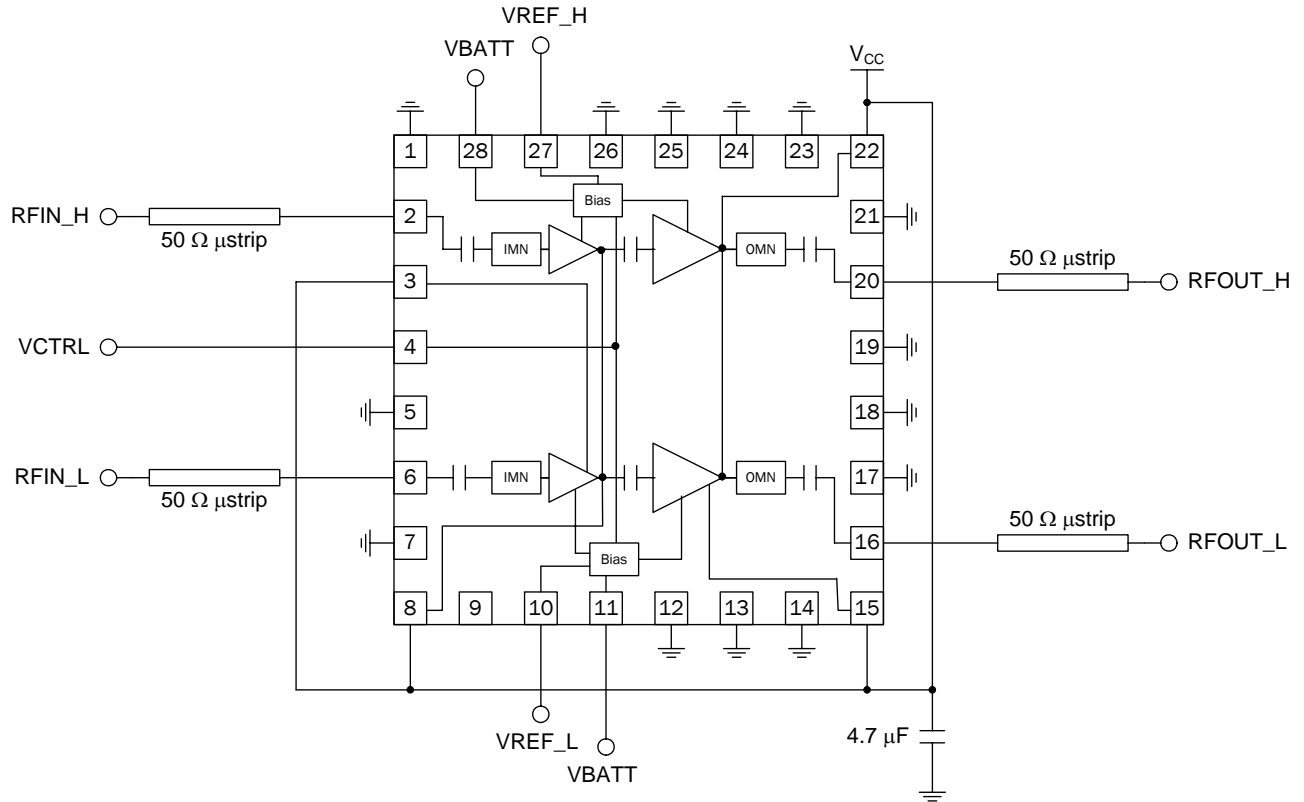 VREF_H
VBATT
VCC
1 28 27 26 25 24 23 22
Bias
RFIN_H
50 Ω μstrip
2
21
IMN
OMN
50 Ω μstrip
RFOUT_H
3
20
VCTRL
4
19
5
18
RFIN_L
50 Ω μstrip
6
IMN
OMN
17
50 Ω μstrip
RFOUT_L
7
16
Bias
8 9 10 11 12 13 14 15
VREF_L
VBATT
4.7 μF